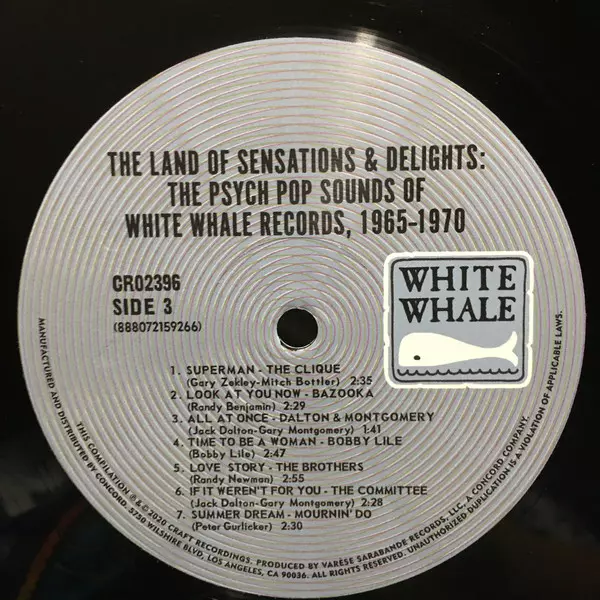 THE LAND OF SENSATIONS & DELIGHTS:
THE PSYCH POP SOUNDS OF
WHITE WHALE RECORDS, 1965-1970
CR02396
SIDE 3
(888072159266)
WHITE
WHALE
1. SUPERMAN - THE CLIQUE
(Gary Zekley-Mitch Bottler) 2:35
2. LOOK AT YOU NOW - BAZOOKA
(Randy Benjamin) 2:29
3. ALL AT ONCE - DALTON & MONTGOMERY
(Jack Dalton-Gary Montgomery) 1:41
4. TIME TO BE A WOMAN - BOBBY LILE
(Bobby Lile) 2:47
5. LOVE STORY - THE BROTHERS
(Randy Newman) 2:55
6. IF IT WEREN'T FOR YOU - THE COMMITTEE
(Jack Dalton-Gary Montgomery) 2:28
7. SUMMER DREAM - MOURNIN' DO
(Peter Gurlicker) 2:30
THIS COMPILATION ℗ & © 2020 CRAFT RECORDINGS. PRODUCED BY VARÈSE SARABANDE RECORDS, LLC, A CONCORD COMPANY.
MANUFACTURED AND DISTRIBUTED BY CONCORD. 5750 WILSHIRE BLVD. LOS ANGELES, CA 90036. ALL RIGHTS RESERVED. UNAUTHORIZED DUPLICATION IS A VIOLATION OF APPLICABLE LAWS.